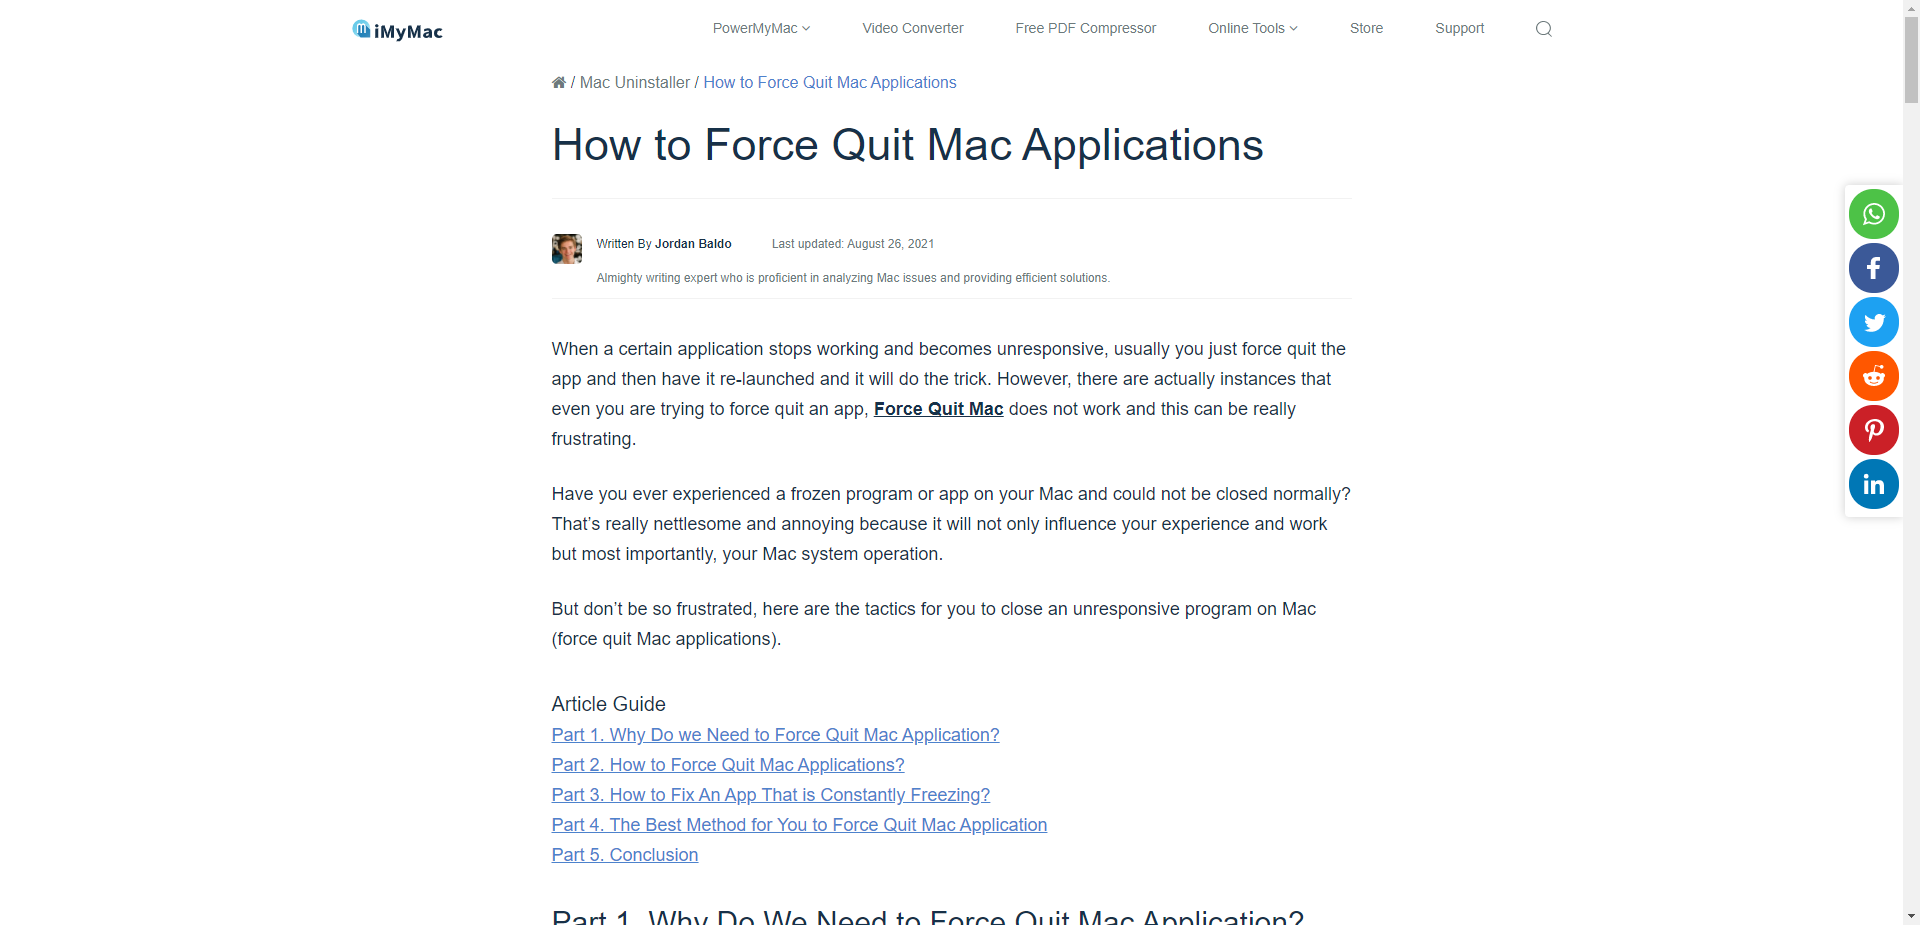 iMyMac
PowerMyMac
Video Converter
Free PDF Compressor
Online Tools
Store
Support
/ Mac Uninstaller / How to Force Quit Mac Applications
How to Force Quit Mac Applications
Written By Jordan Baldo
Last updated: August 26, 2021
Almighty writing expert who is proficient in analyzing Mac issues and providing efficient solutions.
When a certain application stops working and becomes unresponsive, usually you just force quit the
app and then have it re-launched and it will do the trick. However, there are actually instances that
even you are trying to force quit an app, Force Quit Mac does not work and this can be really
frustrating.
Have you ever experienced a frozen program or app on your Mac and could not be closed normally?
That’s really nettlesome and annoying because it will not only influence your experience and work
but most importantly, your Mac system operation.
But don’t be so frustrated, here are the tactics for you to close an unresponsive program on Mac
(force quit Mac applications).
Article Guide
Part 1. Why Do we Need to Force Quit Mac Application?
Part 2. How to Force Quit Mac Applications?
Part 3. How to Fix An App That is Constantly Freezing?
Part 4. The Best Method for You to Force Quit Mac Application
Part 5. Conclusion
Part 1. Why Do We Need to Force Quit Mac Application?